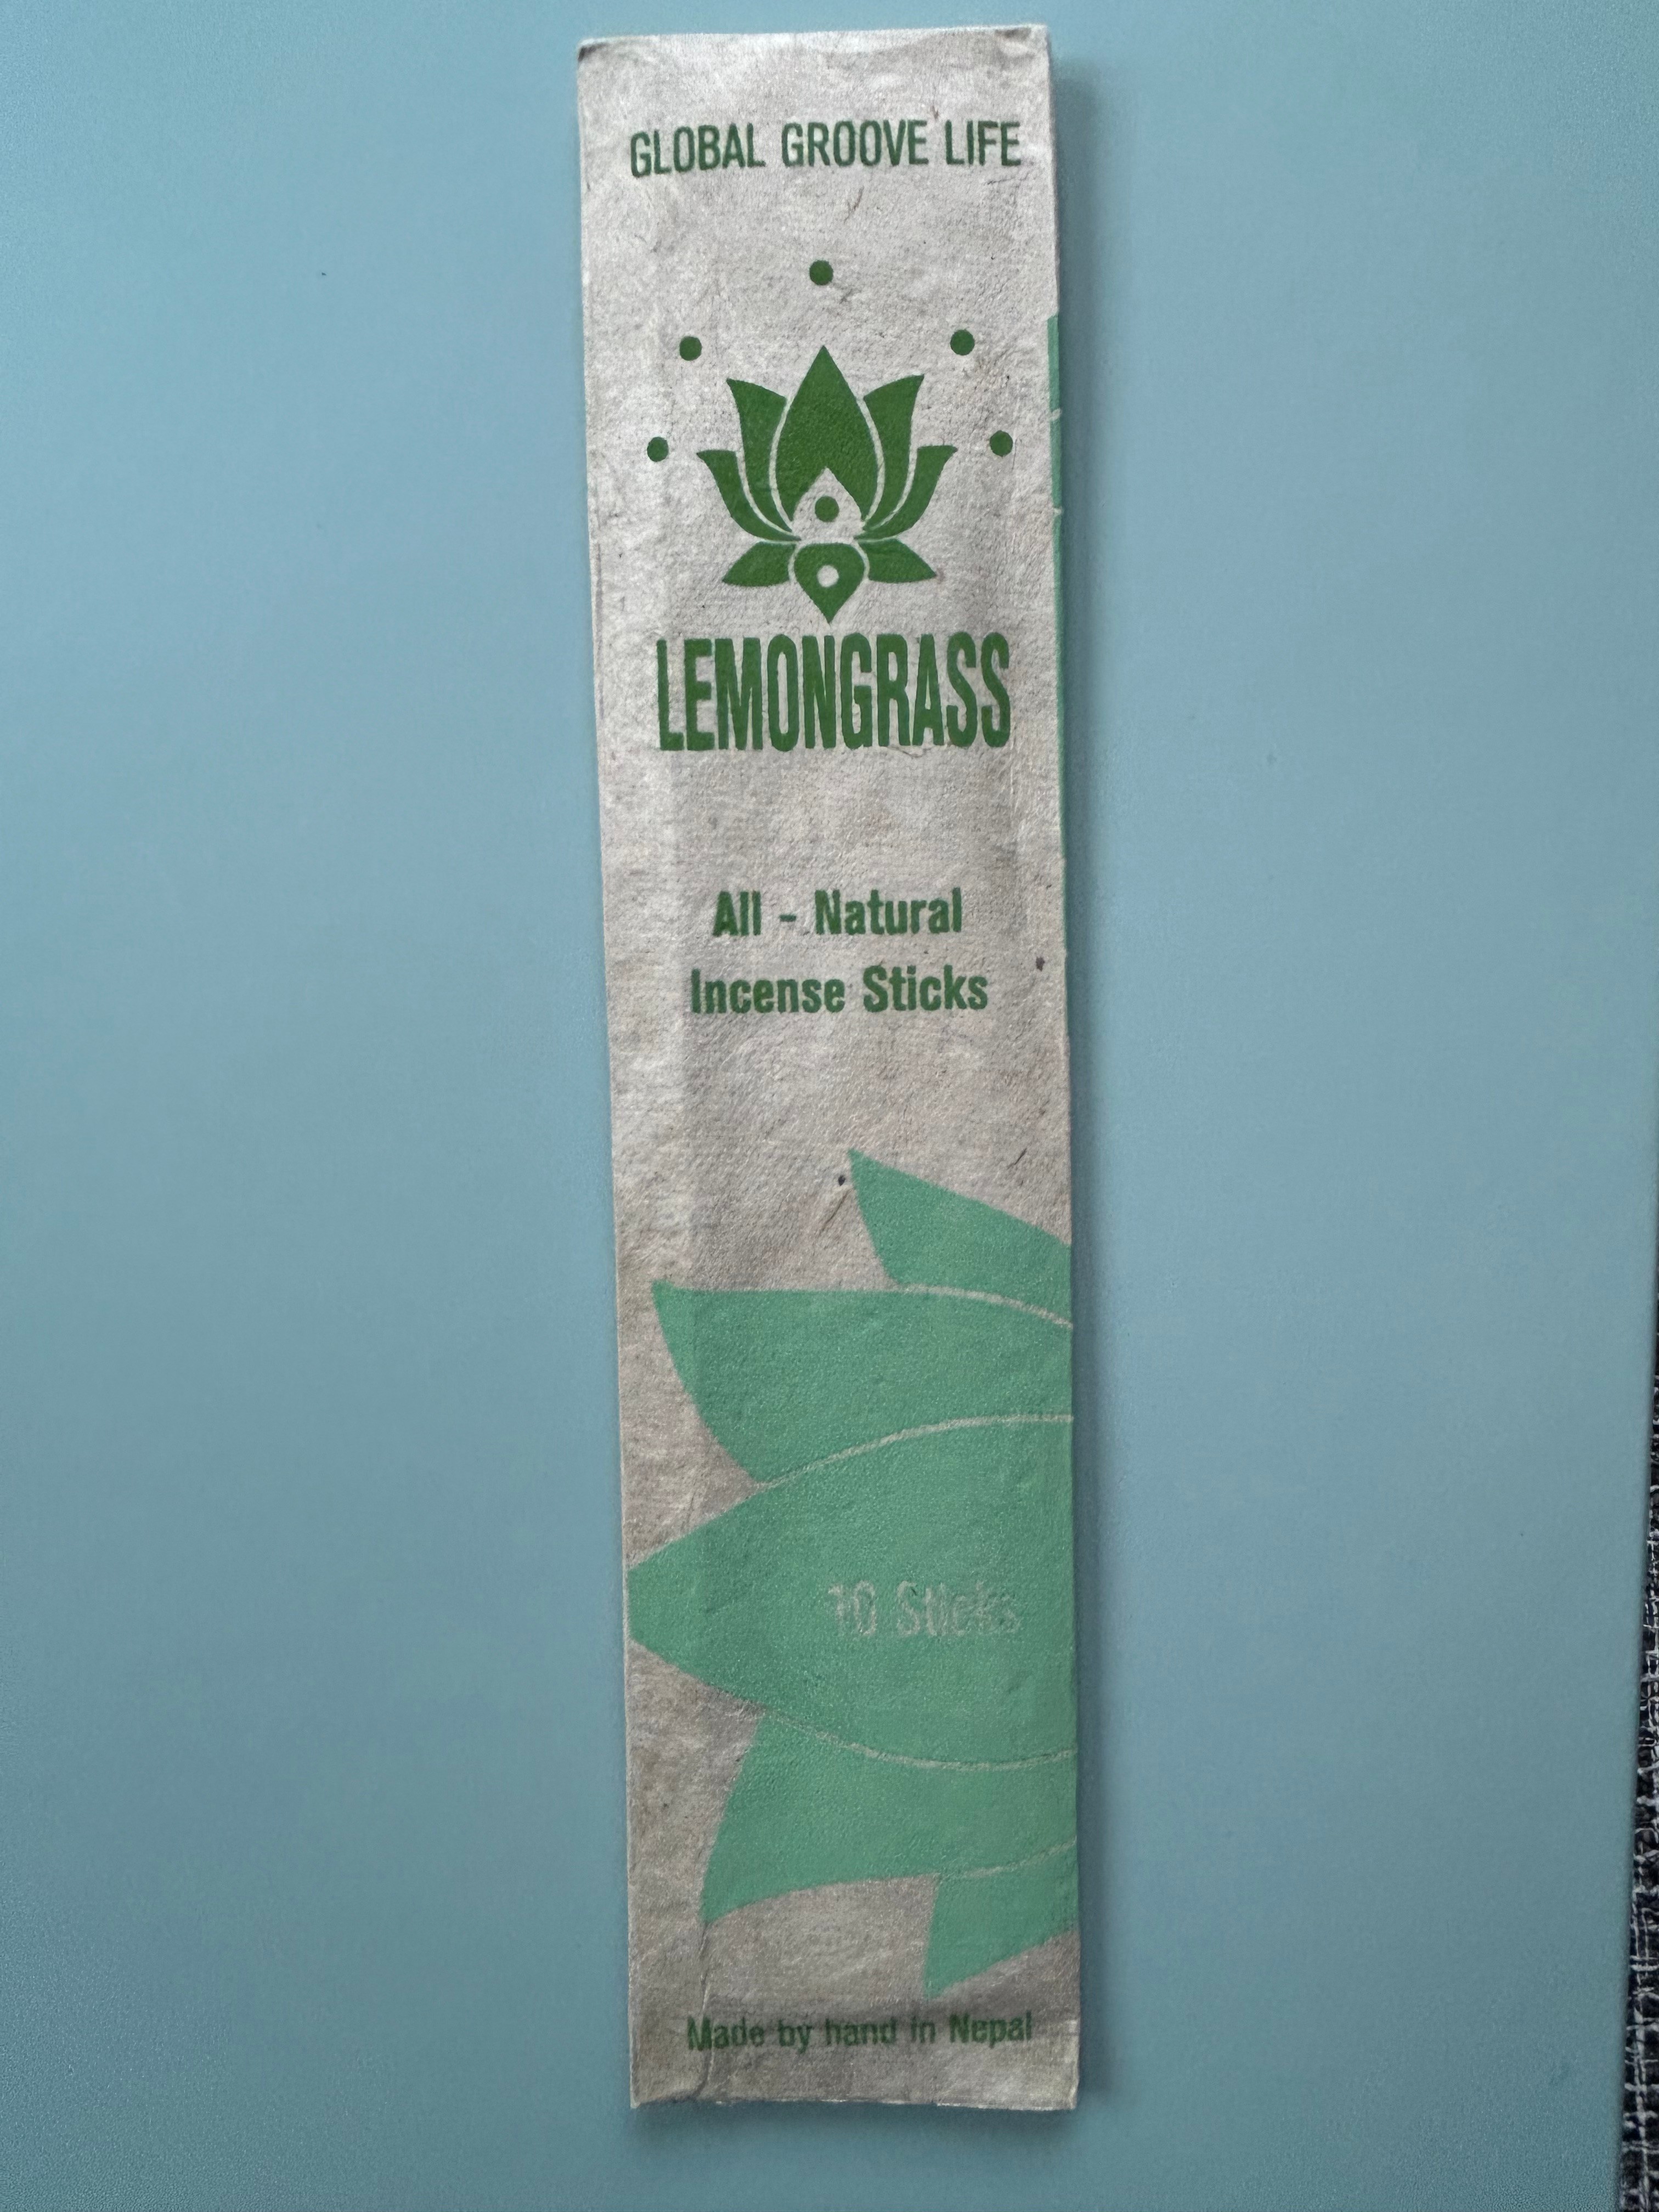 GLOBAL GROOVE LIFE
LEMONGRASS
All - Natural
Incense Sticks
10 Sticks
Made by hand in Nepal